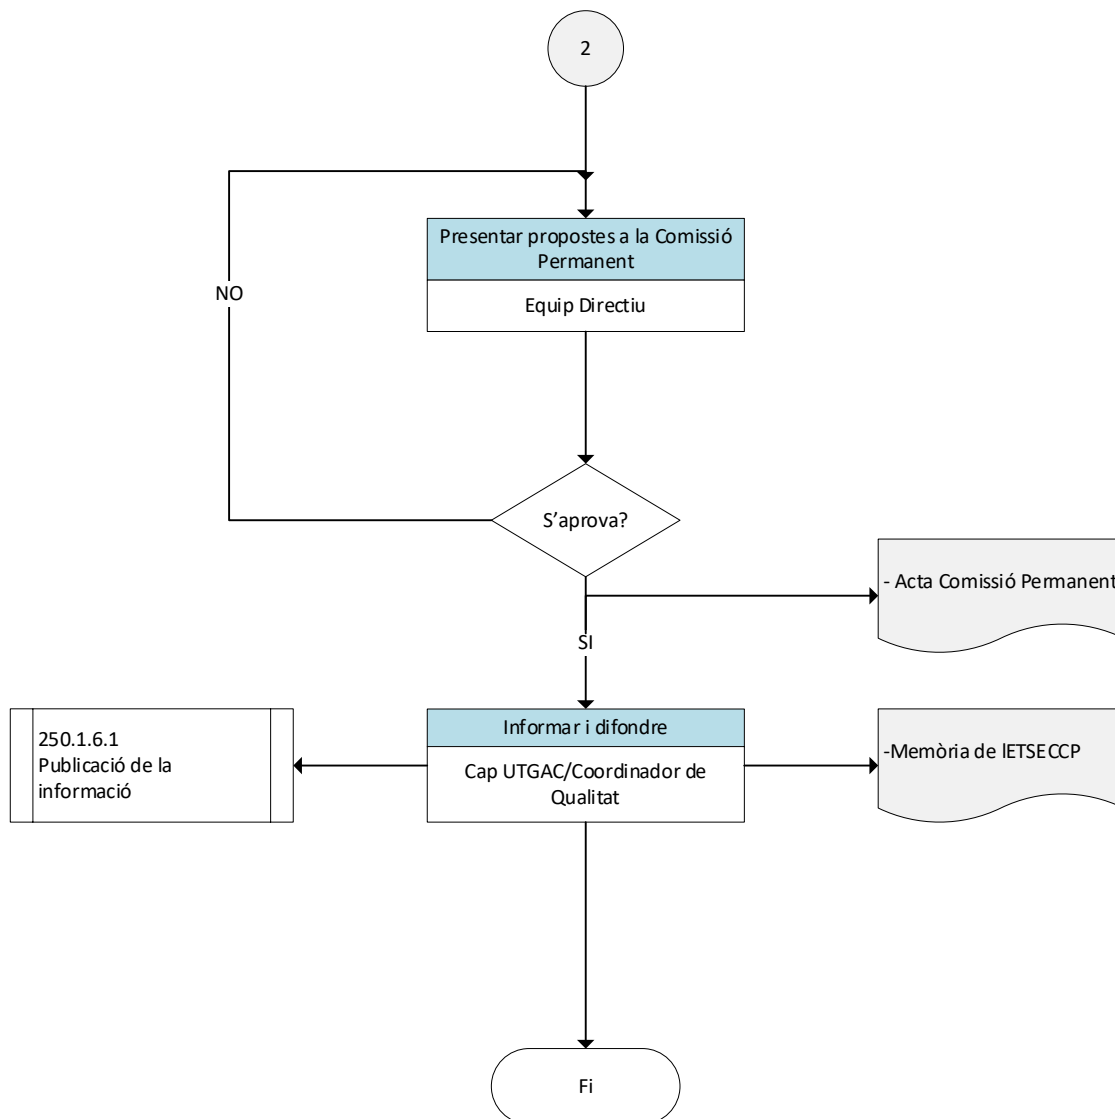 2
Presentar propostes a la Comissió
Permanent
Equip Directiu
NO
S’aprova?
- Acta Comissió Permanent
SI
250.1.6.1
Publicació de la
informació
Informar i difondre
Cap UTGAC/Coordinador de
Qualitat
-Memòria de lETSECCP
Fi